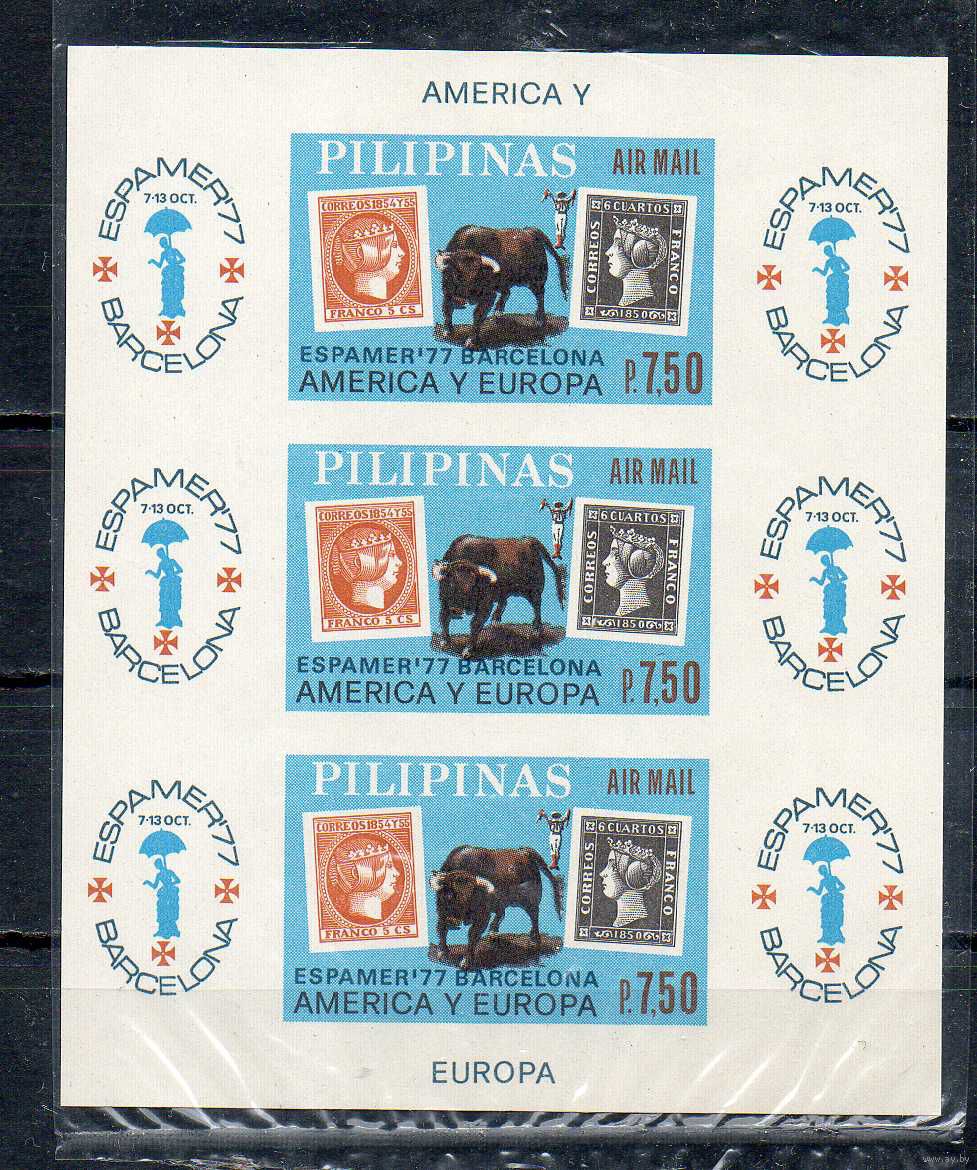 AMERICA Y
ESPAMER'77
7-13 OCT.
BARCELONA
PILIPINAS AIR MAIL
CORREOS 1854 Y 55
FRANCO 5 CS
6 CUARTOS
CORREOS
FRANCO
1850
ESPAMER'77 BARCELONA
AMERICA Y EUROPA P.7,50
ESPAMER'77
7-13 OCT.
BARCELONA
ESPAMER'77
7-13 OCT.
BARCELONA
PILIPINAS AIR MAIL
CORREOS 1854 Y 55
FRANCO 5 CS
6 CUARTOS
CORREOS
FRANCO
1850
ESPAMER'77 BARCELONA
AMERICA Y EUROPA P.7,50
ESPAMER'77
7-13 OCT.
BARCELONA
ESPAMER'77
7-13 OCT.
BARCELONA
PILIPINAS AIR MAIL
CORREOS 1854 Y 55
FRANCO 5 CS
6 CUARTOS
CORREOS
FRANCO
1850
ESPAMER'77 BARCELONA
AMERICA Y EUROPA P.7,50
ESPAMER'77
7-13 OCT.
BARCELONA
EUROPA
www.ay.by